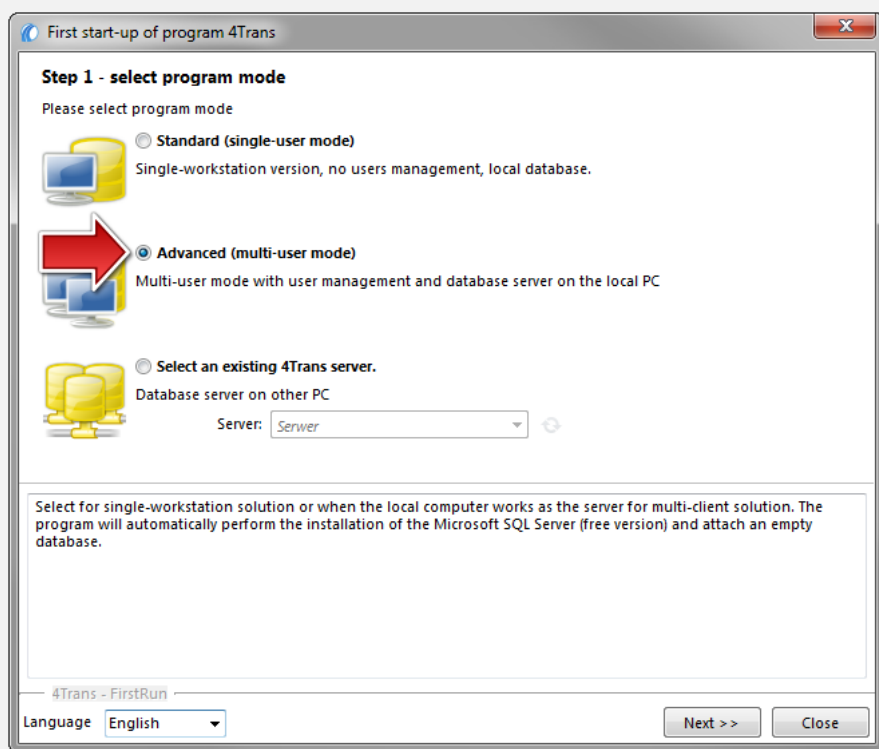 First start-up of program 4Trans
Step 1 - select program mode
Please select program mode
Standard (single-user mode)
Single-workstation version, no users management, local database.
Advanced (multi-user mode)
Multi-user mode with user management and database server on the local PC
Select an existing 4Trans server.
Database server on other PC
Server: Serwer
Select for single-workstation solution or when the local computer works as the server for multi-client solution. The
program will automatically perform the installation of the Microsoft SQL Server (free version) and attach an empty
database.
4Trans - FirstRun
Language English Next >> Close